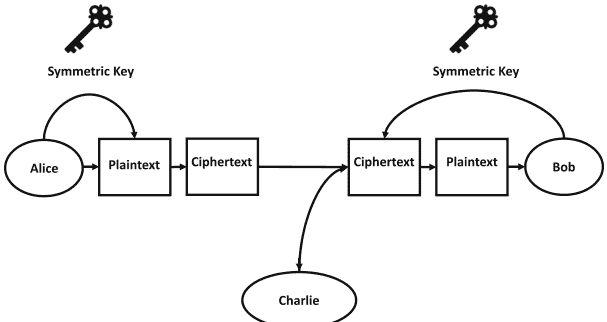 Symmetric Key
Symmetric Key
Alice
Plaintext
Ciphertext
Ciphertext
Plaintext
Bob
Charlie